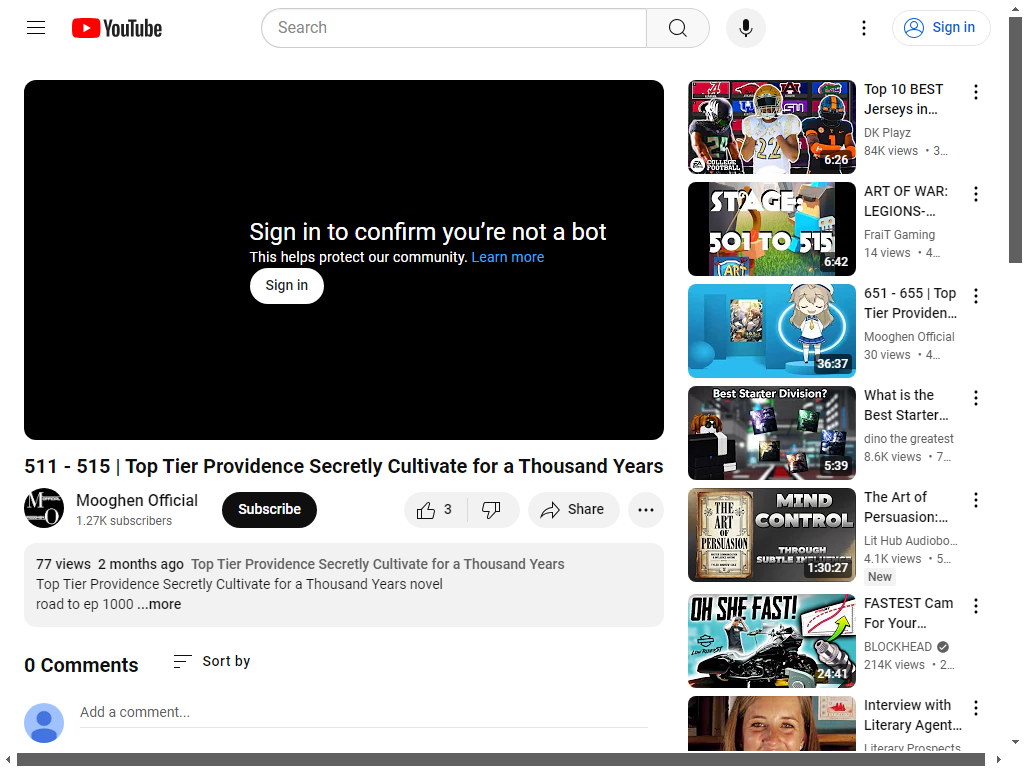 YouTube
Search
Sign in
Sign in to confirm you’re not a bot
This helps protect our community. Learn more
Sign in
511 - 515 | Top Tier Providence Secretly Cultivate for a Thousand Years
Mooghen Official
1.27K subscribers
Subscribe
3
Share
77 views 2 months ago Top Tier Providence Secretly Cultivate for a Thousand Years
Top Tier Providence Secretly Cultivate for a Thousand Years novel
road to ep 1000 ...more
0 Comments
Sort by
Add a comment...
22
24
1
COLLEGE
FOOTBALL
6:26
Top 10 BEST
Jerseys in...
DK Playz
84K views • 3...
STAGE:
501 TO 515
ART
6:42
ART OF WAR:
LEGIONS-...
FraiT Gaming
14 views • 4...
36:37
651 - 655 | Top
Tier Providen...
Mooghen Official
30 views • 4...
Best Starter Division?
5:39
What is the
Best Starter...
dino the greatest
8.6K views • 7...
THE
ART
OF
PERSUASION
MIND
CONTROL
THROUGH
SUBTLE INFLUENCE
1:30:27
The Art of
Persuasion:...
Lit Hub Audiobo...
4.1K views • 5...
New
OH SHE FAST!
24:41
FASTEST Cam
For Your...
BLOCKHEAD
214K views • 2...
Interview with
Literary Agent...
Literary Prospects